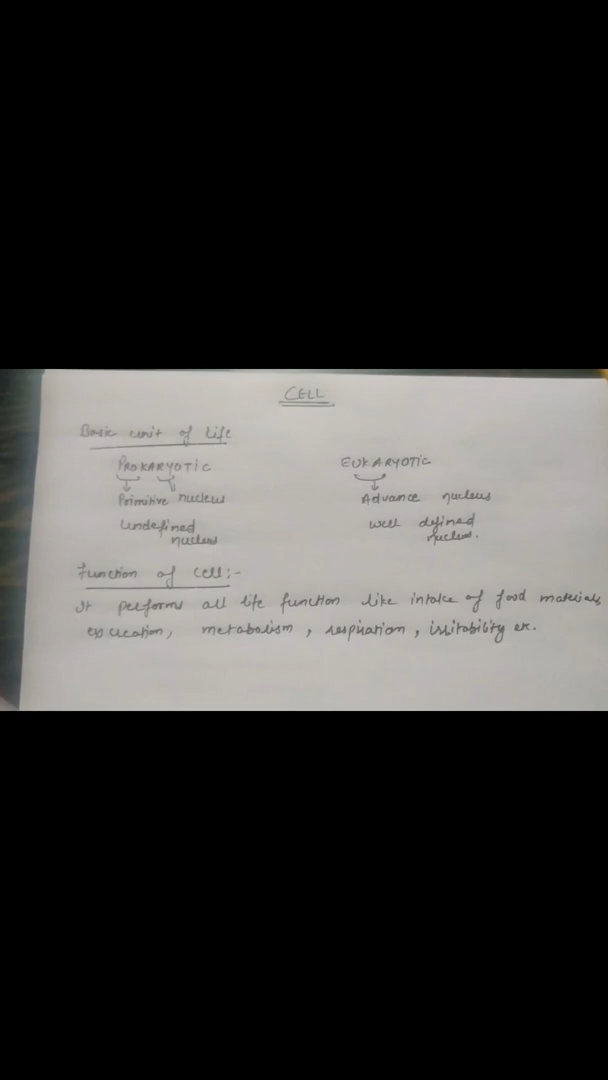 CELL
Basic unit of life
PROKARYOTIC EUKARYOTIC
Primitive nucleus Advance nucleus
Undefined well defined
nucleus nucleus.
Function of cell:-
It performs all life function like intake of food materials,
excreation, metabolism, respiration, irritability